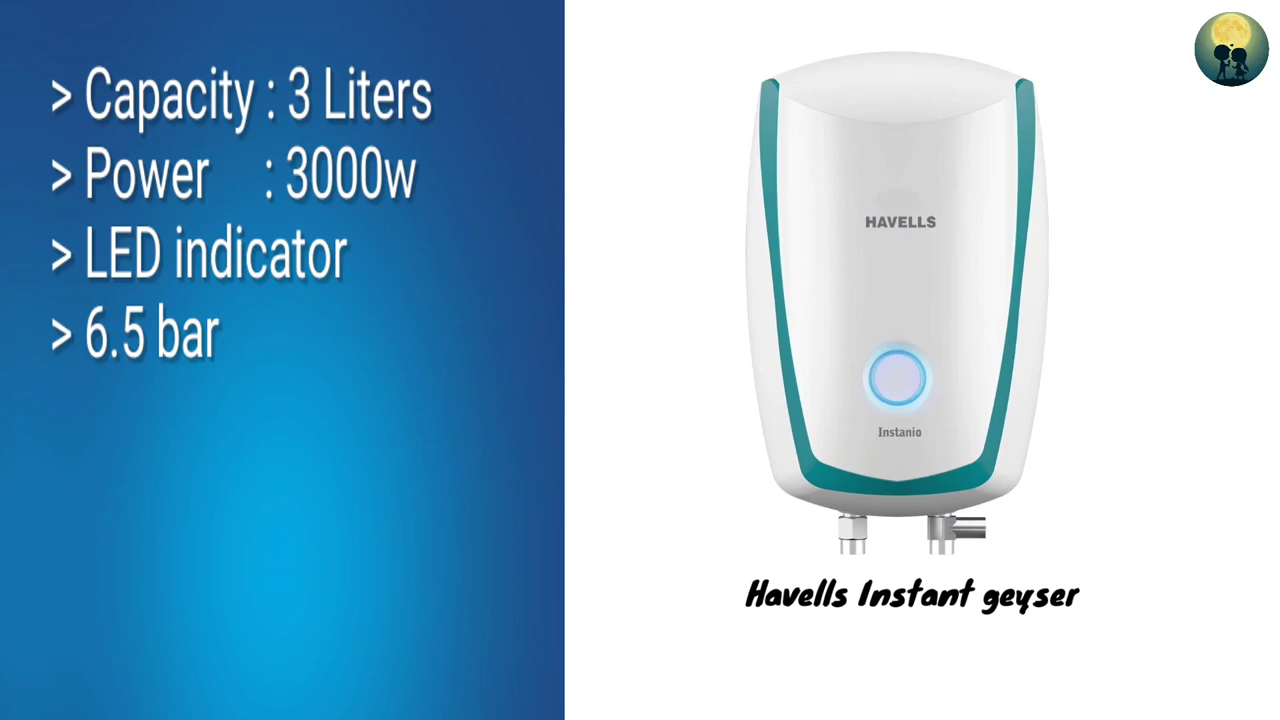 > Capacity : 3 Liters
> Power : 3000w
> LED indicator
> 6.5 bar
HAVELLS
Instanio
Havells Instant geyser